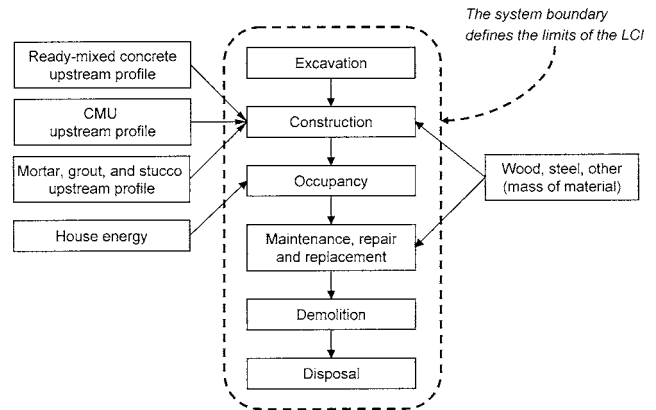 The system boundary
defines the limits of the LCI
Ready-mixed concrete
upstream profile
CMU
upstream profile
Mortar, grout, and stucco
upstream profile
House energy
Excavation
Construction
Occupancy
Maintenance, repair
and replacement
Demolition
Disposal
Wood, steel, other
(mass of material)